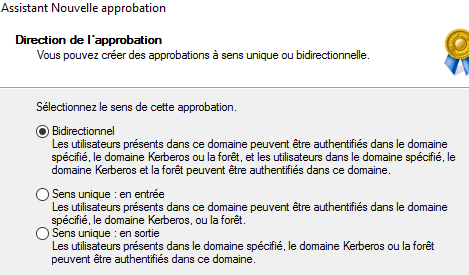 Assistant Nouvelle approbation
Direction de l'approbation
Vous pouvez créer des approbations à sens unique ou bidirectionnelle.
Sélectionnez le sens de cette approbation.
Bidirectionnel
Les utilisateurs présents dans ce domaine peuvent être authentifiés dans le domaine
spécifié, le domaine Kerberos ou la forêt, et les utilisateurs dans le domaine spécifié, le
domaine Kerberos et la forêt peuvent être authentifiés dans ce domaine.
Sens unique : en entrée
Les utilisateurs présents dans ce domaine peuvent être authentifiés dans le domaine
spécifié, le domaine Kerberos, ou la forêt.
Sens unique : en sortie
Les utilisateurs présents dans le domaine spécifié, le domaine Kerberos ou la forêt
peuvent être authentifiés dans ce domaine.